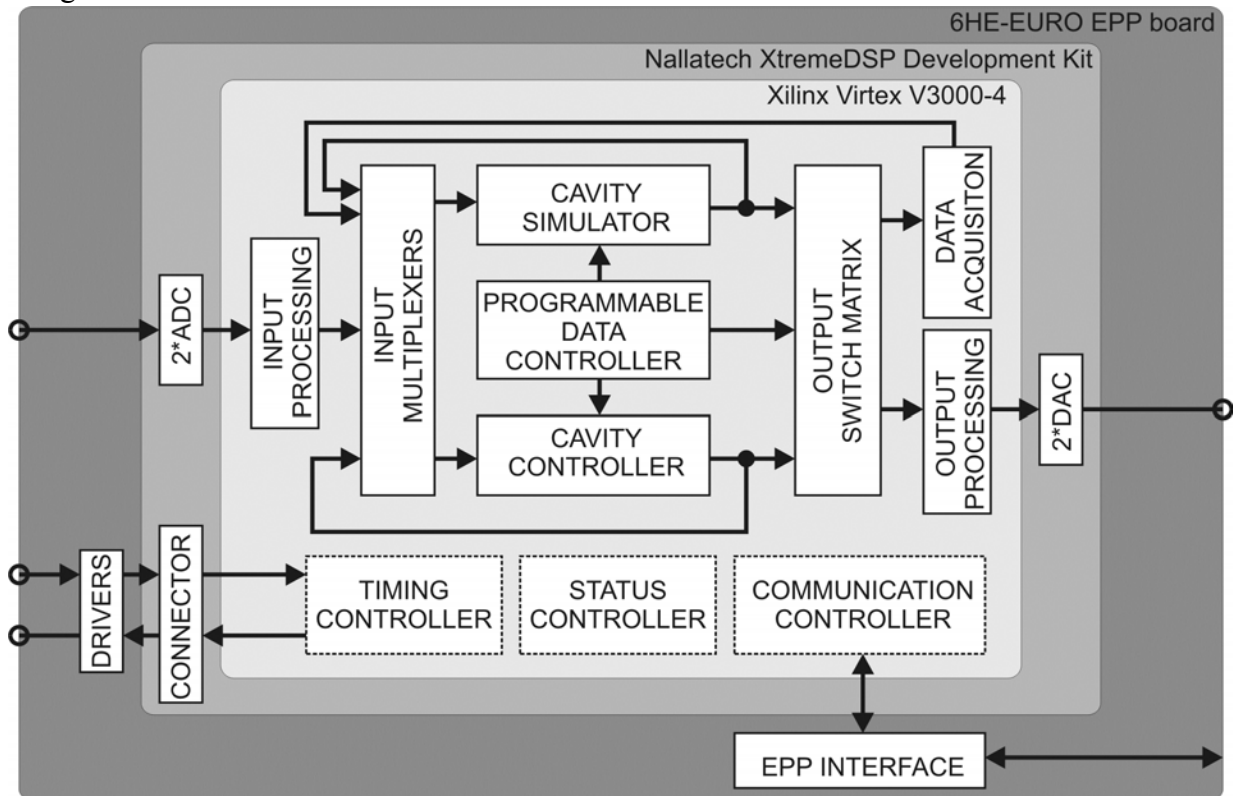 6HE-EURO EPP board
Nallatech XtremeDSP Development Kit
Xilinx Virtex V3000-4
2*ADC
INPUT
PROCESSING
INPUT
MULTIPLEXERS
CAVITY
SIMULATOR
PROGRAMMABLE
DATA
CONTROLLER
CAVITY
CONTROLLER
OUTPUT
SWITCH MATRIX
DATA
ACQUISITON
OUTPUT
PROCESSING
2*DAC
DRIVERS
CONNECTOR
TIMING
CONTROLLER
STATUS
CONTROLLER
COMMUNICATION
CONTROLLER
EPP INTERFACE